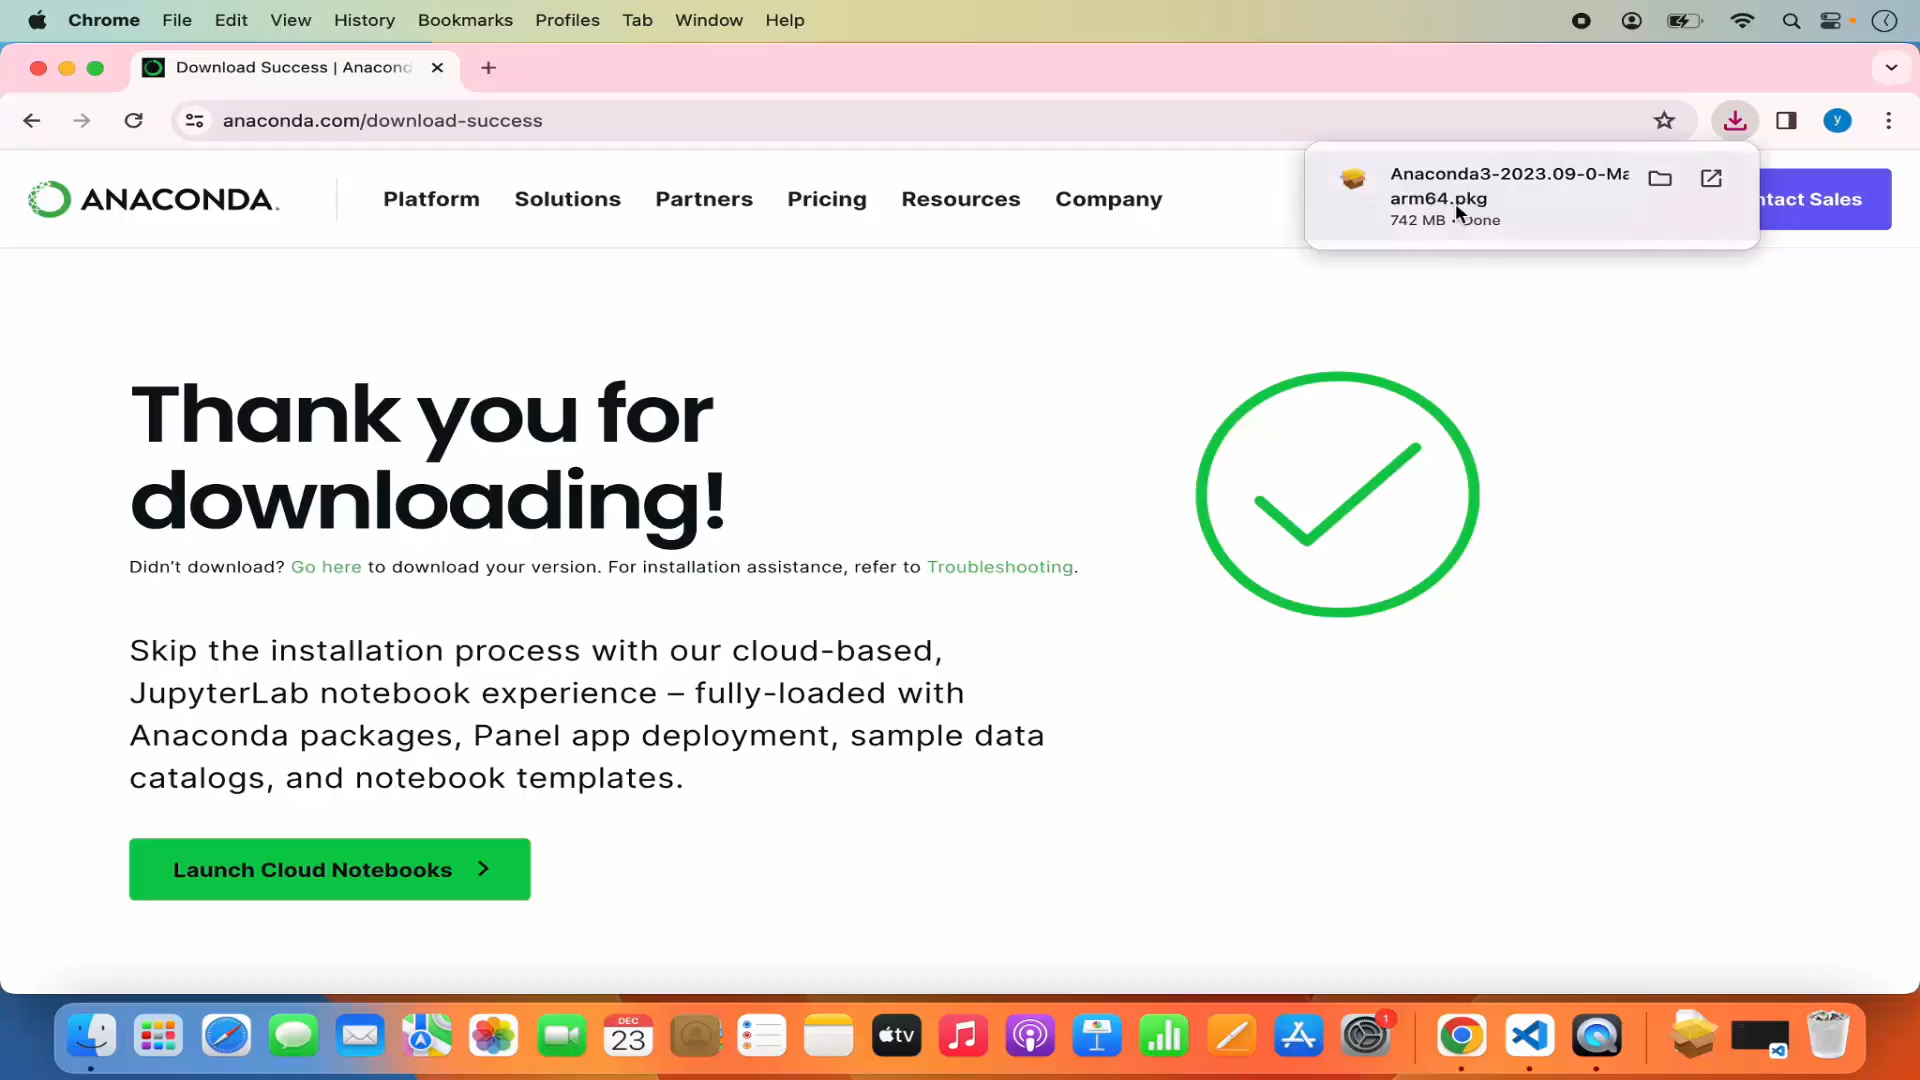 Chrome File Edit View History Bookmarks Profiles Tab Window Help
Download Success | Anacond
anaconda.com/download-success
y
ANACONDA.
Platform Solutions Partners Pricing Resources Company
ntact Sales
Anaconda3-2023.09-0-Ma
arm64.pkg
742 MB • Done
Thank you for
downloading!
Didn't download? Go here to download your version. For installation assistance, refer to Troubleshooting.
Skip the installation process with our cloud-based,
JupyterLab notebook experience – fully-loaded with
Anaconda packages, Panel app deployment, sample data
catalogs, and notebook templates.
Launch Cloud Notebooks
DEC
23
tv
1